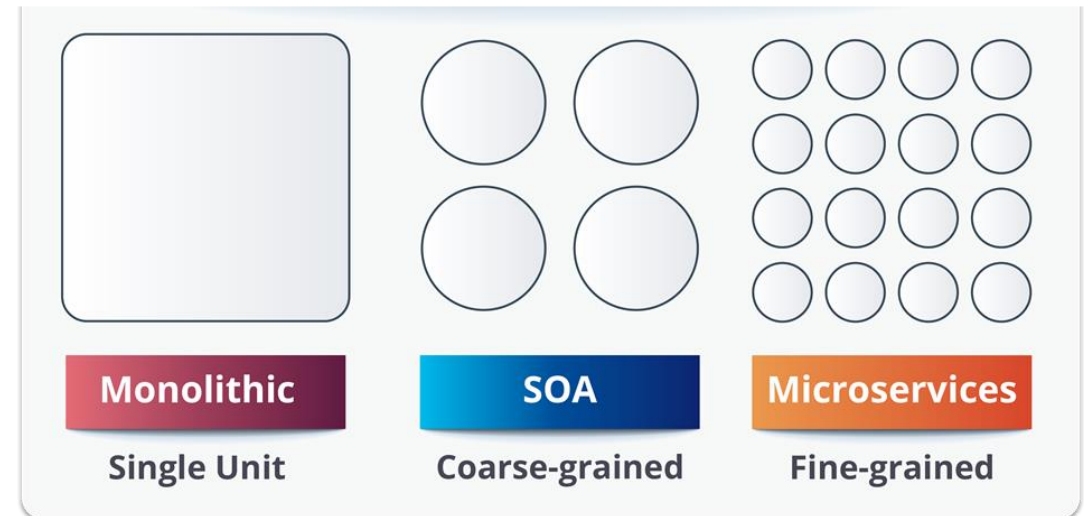 Monolithic
SOA
Microservices
Single Unit
Coarse-grained
Fine-grained